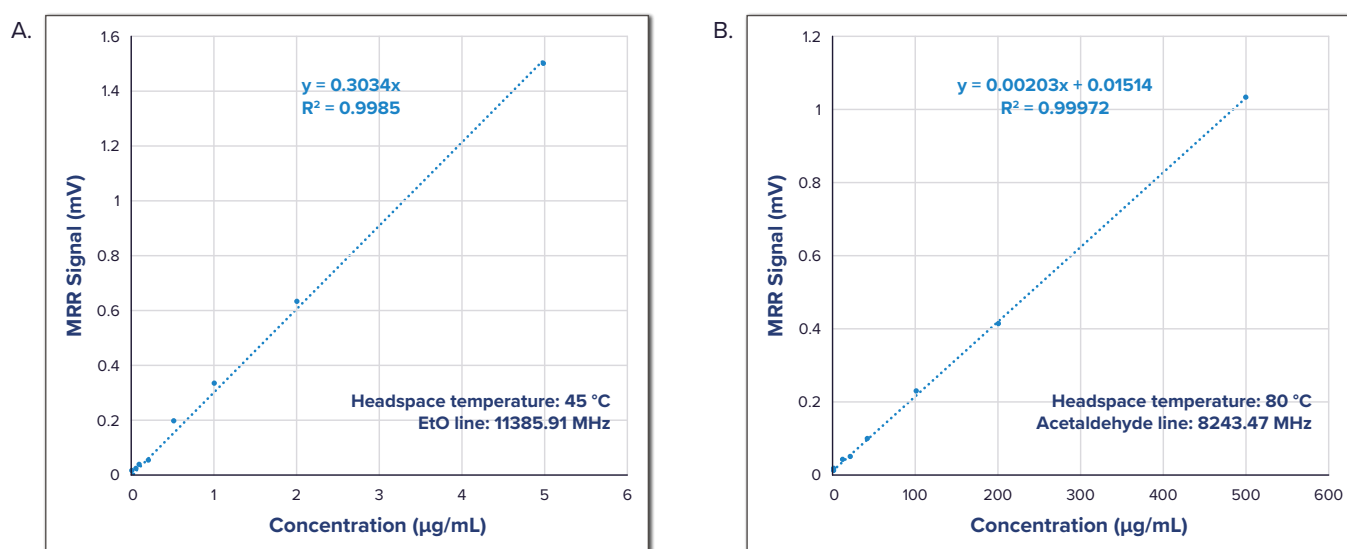 A.
MRR Signal (mV)
1.6
1.4
1.2
1
0.8
0.6
0.4
0.2
0
y = 0.3034x
R² = 0.9985
Headspace temperature: 45 °C
EtO line: 11385.91 MHz
0 1 2 3 4 5 6
Concentration (µg/mL)
B.
MRR Signal (mV)
1.2
1
0.8
0.6
0.4
0.2
0
y = 0.00203x + 0.01514
R² = 0.99972
Headspace temperature: 80 °C
Acetaldehyde line: 8243.47 MHz
0 100 200 300 400 500 600
Concentration (µg/mL)